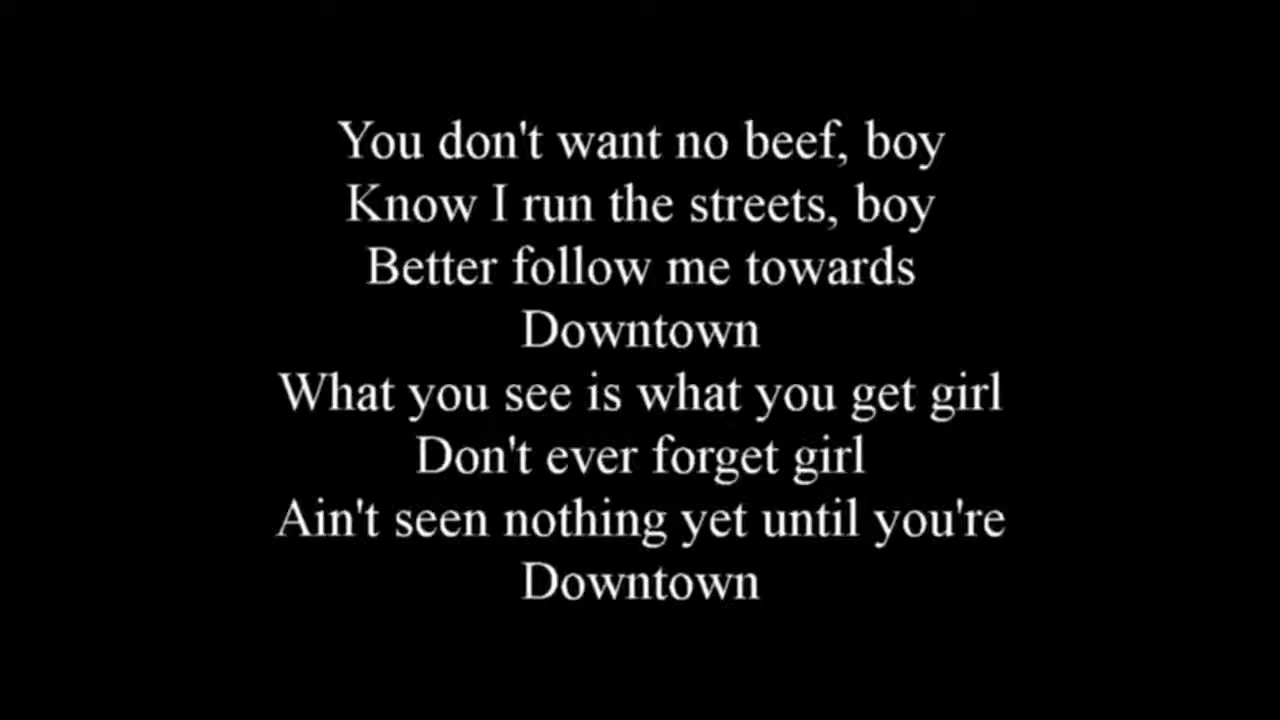 You don't want no beef, boy
Know I run the streets, boy
Better follow me towards
Downtown
What you see is what you get girl
Don't ever forget girl
Ain't seen nothing yet until you're
Downtown